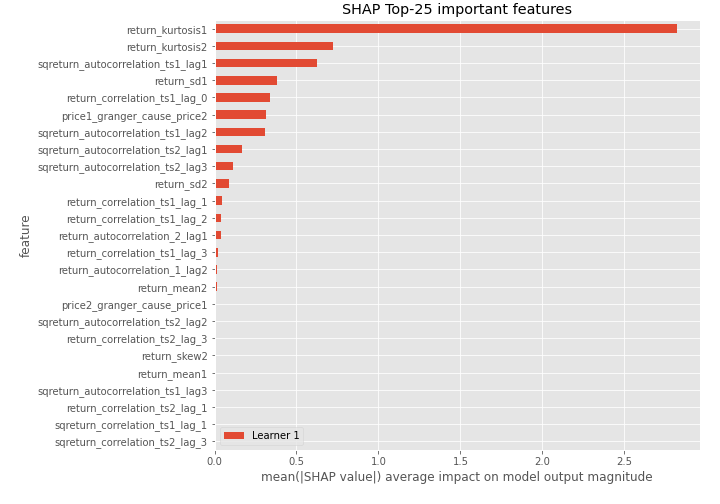 SHAP Top-25 important features
feature
return_kurtosis1
return_kurtosis2
sqreturn_autocorrelation_ts1_lag1
return_sd1
return_correlation_ts1_lag_0
price1_granger_cause_price2
sqreturn_autocorrelation_ts1_lag2
sqreturn_autocorrelation_ts2_lag1
sqreturn_autocorrelation_ts2_lag3
return_sd2
return_correlation_ts1_lag_1
return_correlation_ts1_lag_2
return_autocorrelation_2_lag1
return_correlation_ts1_lag_3
return_autocorrelation_1_lag2
return_mean2
price2_granger_cause_price1
sqreturn_autocorrelation_ts2_lag2
return_correlation_ts2_lag_3
return_skew2
return_mean1
sqreturn_autocorrelation_ts1_lag3
return_correlation_ts2_lag_1
sqreturn_correlation_ts1_lag_1
sqreturn_correlation_ts2_lag_3
Learner 1
0.0 0.5 1.0 1.5 2.0 2.5
mean(|SHAP value|) average impact on model output magnitude